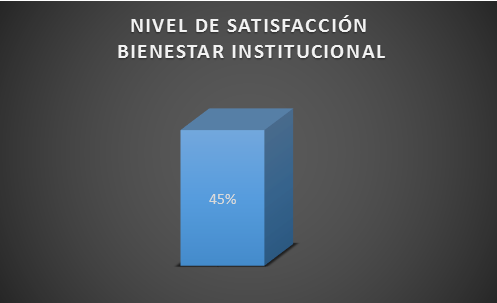 NIVEL DE SATISFACCIÓN
BIENESTAR INSTITUCIONAL
45%